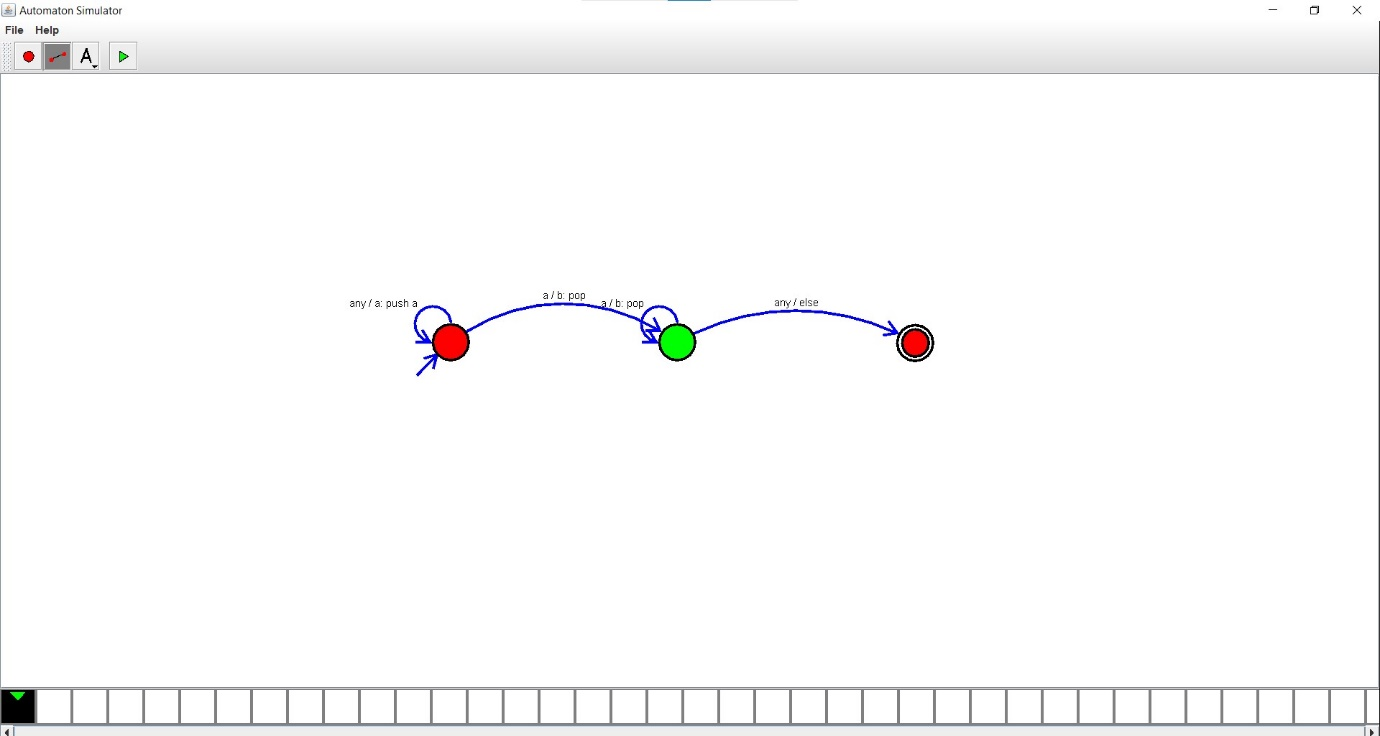 Automaton Simulator
File Help
A
any / a: push a
a / b: pop
a / b: pop
any / else